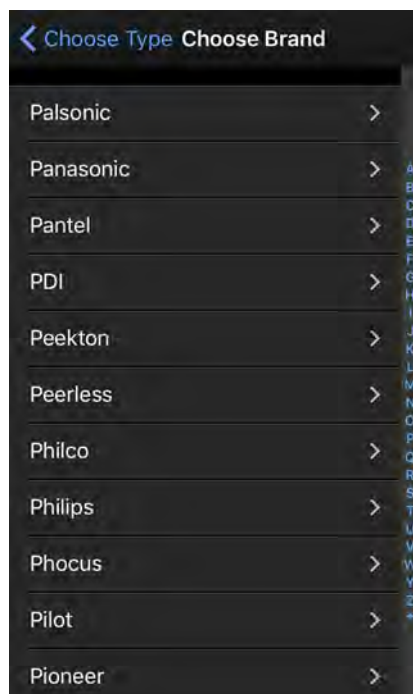 Choose Type Choose Brand
Palsonic
Panasonic
Pantel
PDI
Peekton
Peerless
Philco
Philips
Phocus
Pilot
Pioneer
A
B
C
D
E
F
G
H
I
J
K
L
M
N
O
P
Q
R
S
T
U
V
W
Y
Z